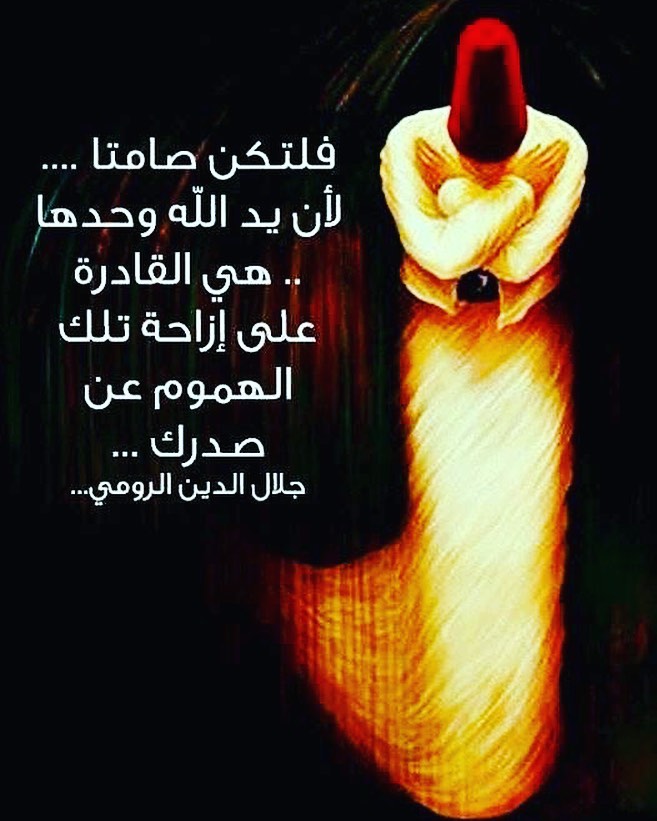 فلتكن صامتا ....
لأن يد الله وحدها
.. هي القادرة
على إزاحة تلك
الهموم عن
صدرك ...
جلال الدين الرومي...